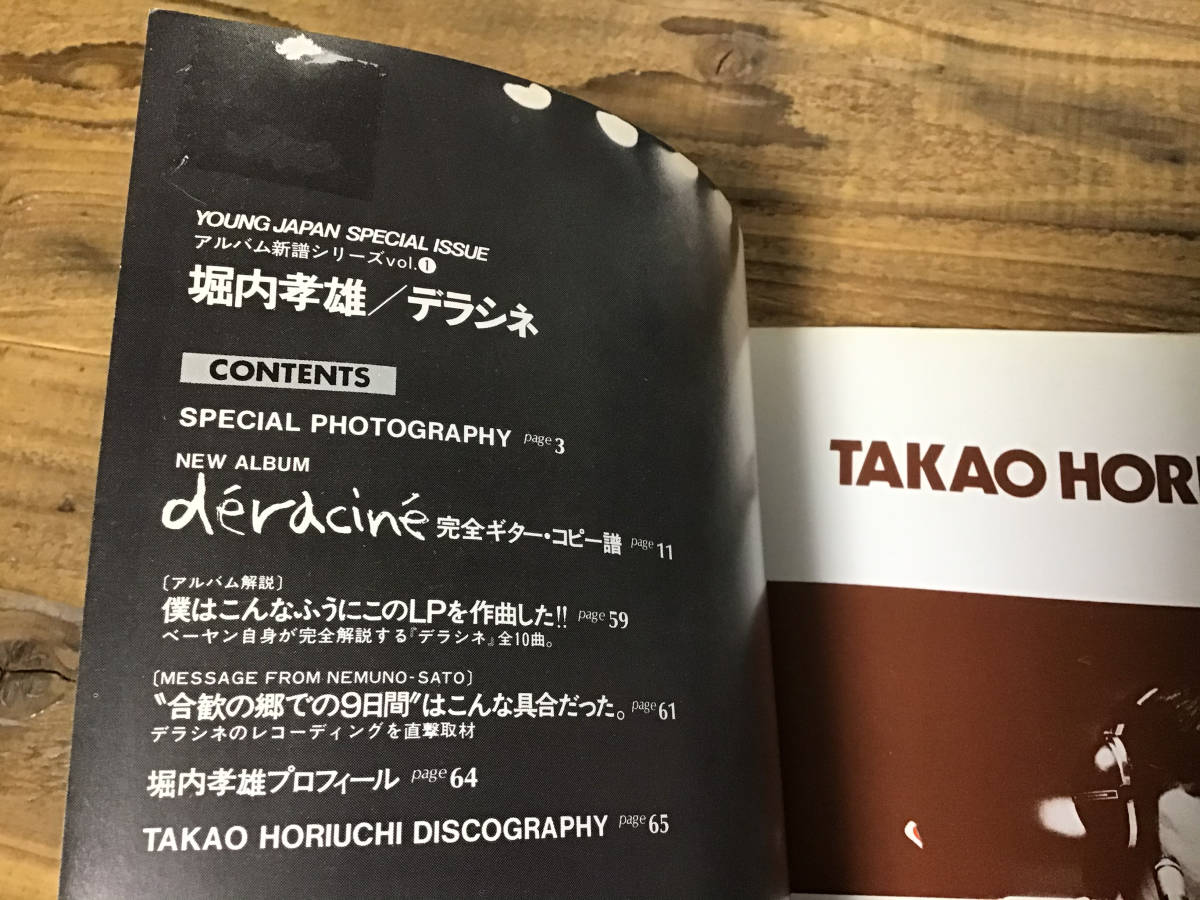 YOUNG JAPAN SPECIAL ISSUE
アルバム新譜シリーズvol.❶
堀内孝雄／デラシネ
CONTENTS
SPECIAL PHOTOGRAPHY page 3
NEW ALBUM
déraciné 完全ギター・コピー譜 page 11
〔アルバム解説〕
僕はこんなふうにこのLPを作曲した!! page 59
ベーヤン自身が完全解説する『デラシネ』全10曲。
〔MESSAGE FROM NEMUNO-SATO〕
〝合歓の郷での9日間〞はこんな具合だった。 page 61
デラシネのレコーディングを直撃取材
堀内孝雄プロフィール page 64
TAKAO HORIUCHI DISCOGRAPHY page 65
TAKAO HORI